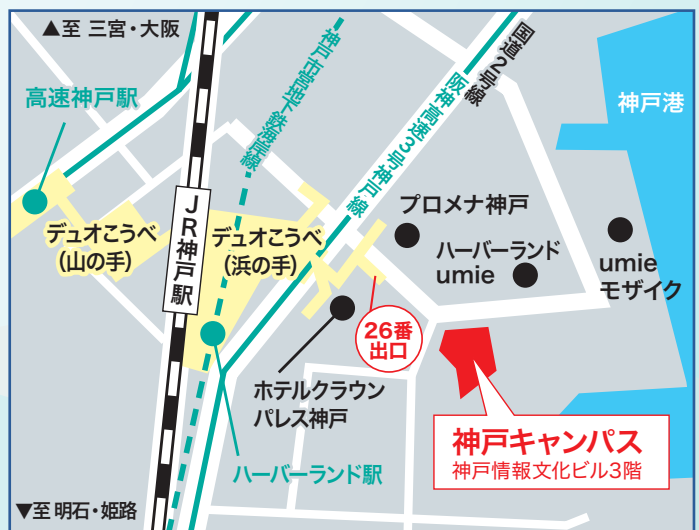 ▲至 三宮・大阪
高速神戸駅
神戸市営地下鉄海岸線
国道2号線
阪神高速3号神戸線
神戸港
デュオこうべ
(山の手)
JR神戸駅
デュオこうべ
(浜の手)
プロメナ神戸
ハーバーランド
umie
umie
モザイク
26番
出口
ホテルクラウン
パレス神戸
神戸キャンパス
神戸情報文化ビル3階
ハーバーランド駅
▼至 明石・姫路